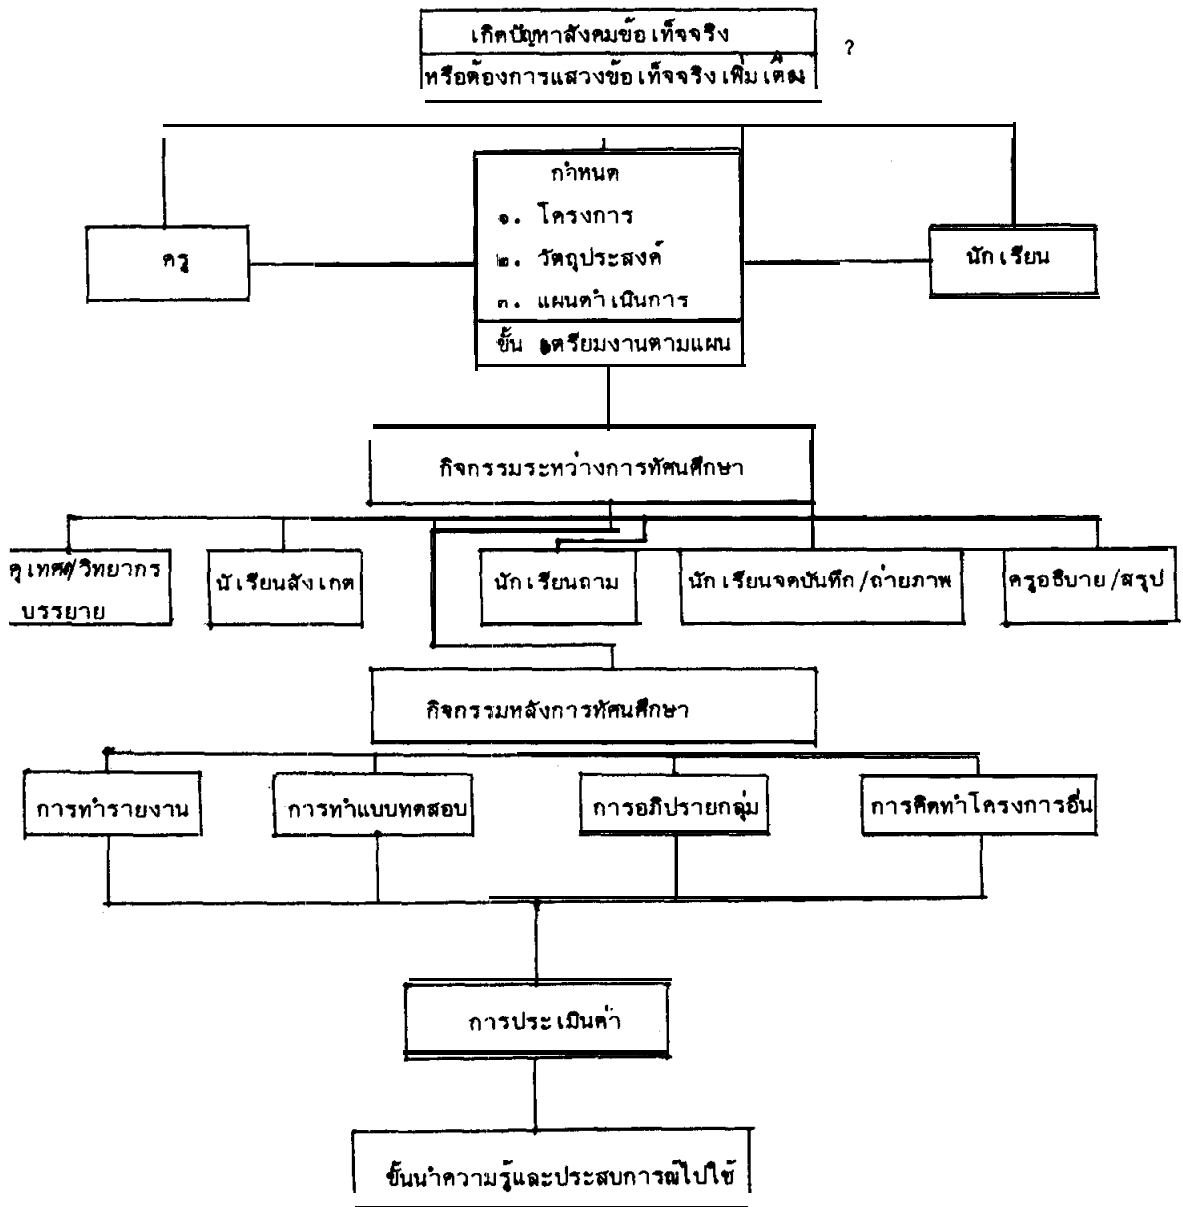 เกิดปัญหาสังคมข้อเท็จจริง
?
หรือต้องการแสวงข้อเท็จจริงเพิ่มเติม
กำหนด
๑. โครงการ
๒. วัตถุประสงค์
๓. แผนดำเนินการ
ขั้น เตรียมงานตามแผน
ครู
นักเรียน
กิจกรรมระหว่างการทัศนศึกษา
คุเทศ/วิทยากร
บรรยาย
นัเรียนสังเกต
นักเรียนถาม
นักเรียนจดบันทึก/ถ่ายภาพ
ครูอธิบาย/สรุป
กิจกรรมหลังการทัศนศึกษา
การทำรายงาน
การทำแบบทดสอบ
การอภิปรายกลุ่ม
การคิดทำโครงการอื่น
การประเมินค่า
ขั้นนำความรู้และประสบการณ์ไปใช้